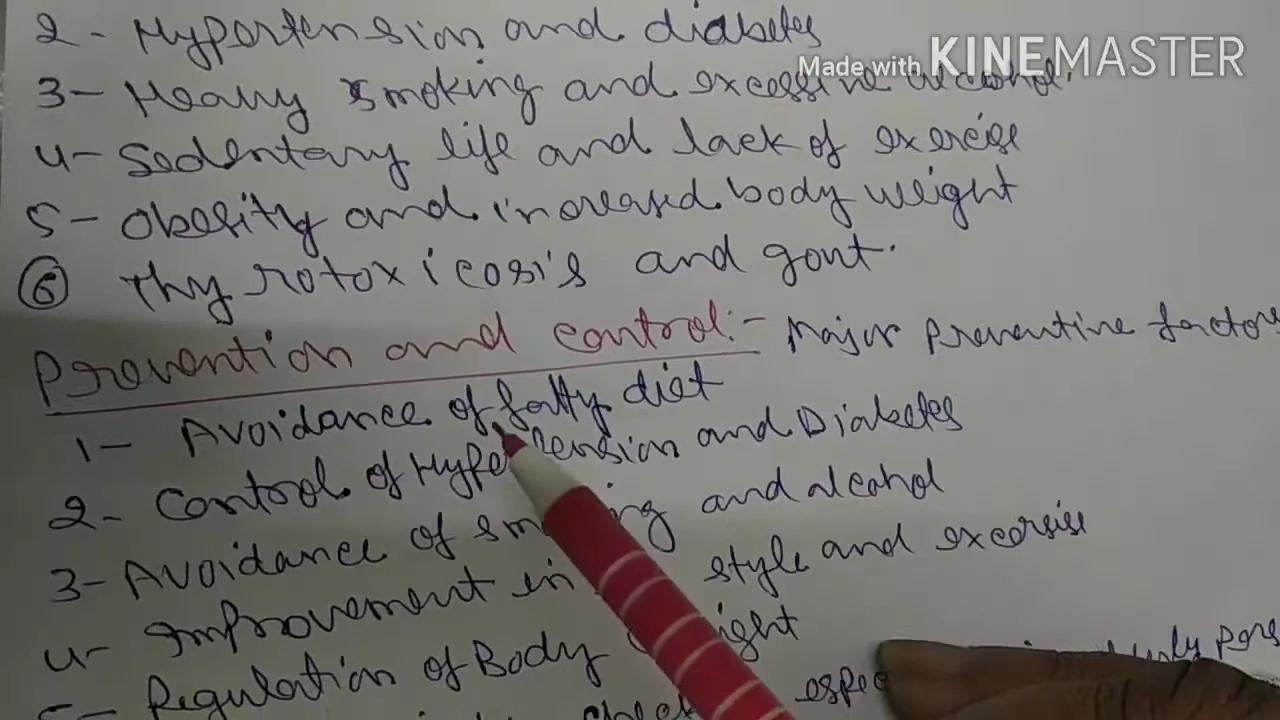 2- Hypertension and diabetes
Made with KINEMASTER
3- Heavy smoking and excessive alcohol.
4- Sedentary life and lack of exercise
5- Obesity and increased body weight
6 Thyrotoxicosis and gout.
Prevention and control:- Major preventive factors
1- Avoidance of fatty diet
2- Control of Hypertension and Diabetes
3- Avoidance of smoking and alcohol
4- Improvement in style and excersise
5- Regulation of Body